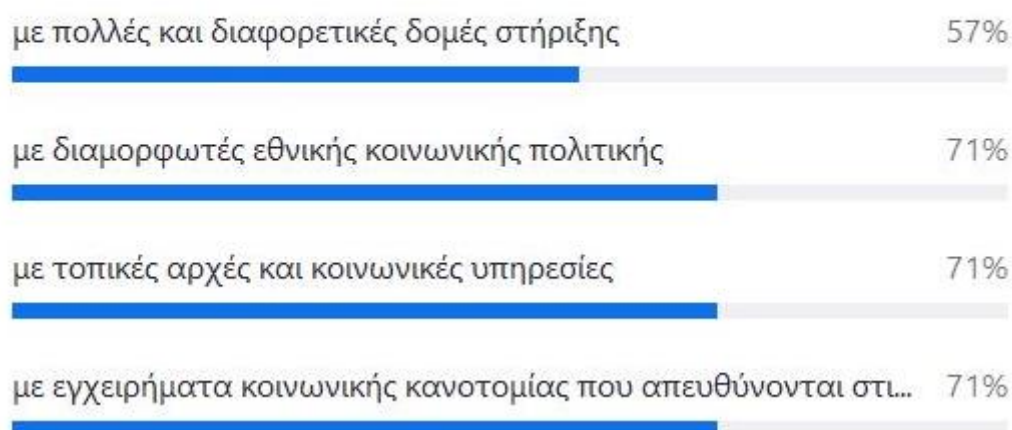 με πολλές και διαφορετικές δομές στήριξης 57%
με διαμορφωτές εθνικής κοινωνικής πολιτικής 71%
με τοπικές αρχές και κοινωνικές υπηρεσίες 71%
με εγχειρήματα κοινωνικής κανοτομίας που απευθύνονται στι... 71%